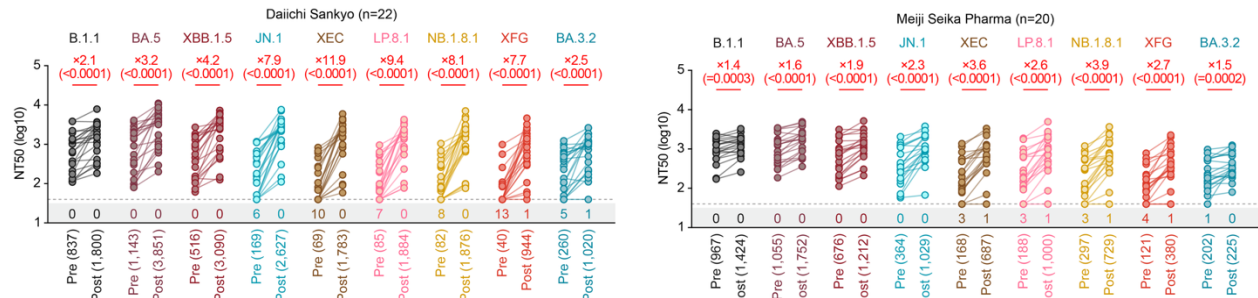 Daiichi Sankyo (n=22)
B.1.1 BA.5 XBB.1.5 JN.1 XEC LP.8.1 NB.1.8.1 XFG BA.3.2
×2.1 ×3.2 ×4.2 ×7.9 ×11.9 ×9.4 ×8.1 ×7.7 ×2.5
(<0.0001) (<0.0001) (<0.0001) (<0.0001) (<0.0001) (<0.0001) (<0.0001) (<0.0001) (<0.0001)
NT50 (log10)
5
4
3
2
1
0 0 0 0 0 0 6 0 10 0 7 0 8 0 13 1 5 1
Pre (837)
Post (1,800)
Pre (1,143)
Post (3,851)
Pre (516)
Post (3,090)
Pre (169)
Post (2,627)
Pre (69)
Post (1,783)
Pre (85)
Post (1,884)
Pre (82)
Post (1,876)
Pre (40)
Post (944)
Pre (260)
Post (1,020)
Meiji Seika Pharma (n=20)
B.1.1 BA.5 XBB.1.5 JN.1 XEC LP.8.1 NB.1.8.1 XFG BA.3.2
×1.4 ×1.6 ×1.9 ×2.3 ×3.6 ×2.6 ×3.9 ×2.7 ×1.5
(=0.0003) (<0.0001) (<0.0001) (<0.0001) (<0.0001) (<0.0001) (<0.0001) (<0.0001) (=0.0002)
NT50 (log10)
5
4
3
2
1
0 0 0 0 0 0 0 0 3 1 3 1 3 1 4 1 1 0
Pre (967)
ost (1,424)
Pre (1,055)
ost (1,752)
Pre (676)
ost (1,212)
Pre (364)
ost (1,029)
Pre (168)
Post (687)
Pre (188)
ost (1,000)
Pre (297)
Post (729)
Pre (121)
Post (380)
Pre (202)
Post (225)